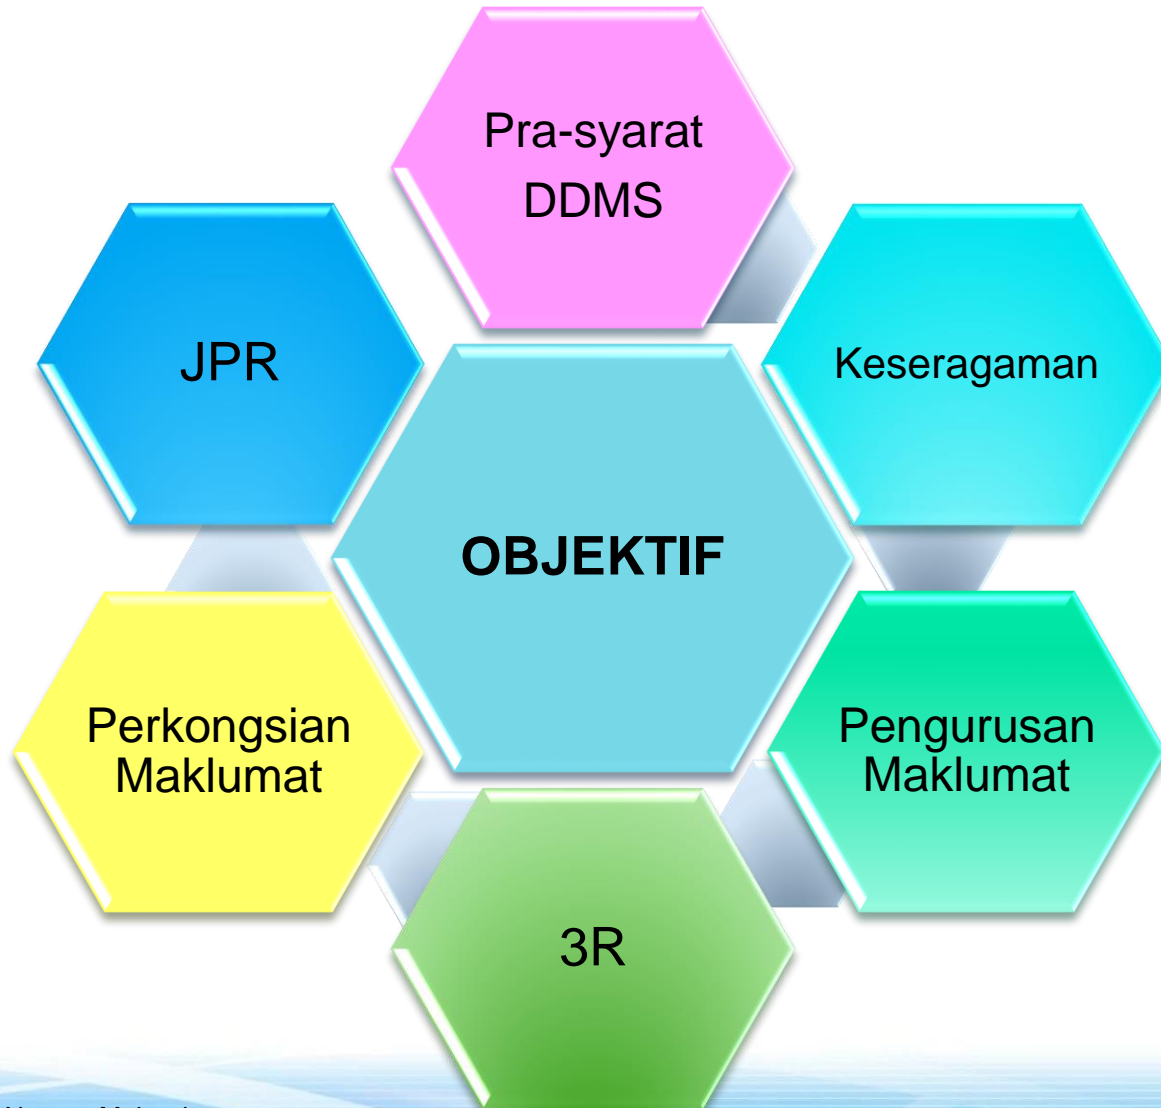 Pra-syarat
DDMS
JPR
Keseragaman
OBJEKTIF
Perkongsian
Maklumat
Pengurusan
Maklumat
3R